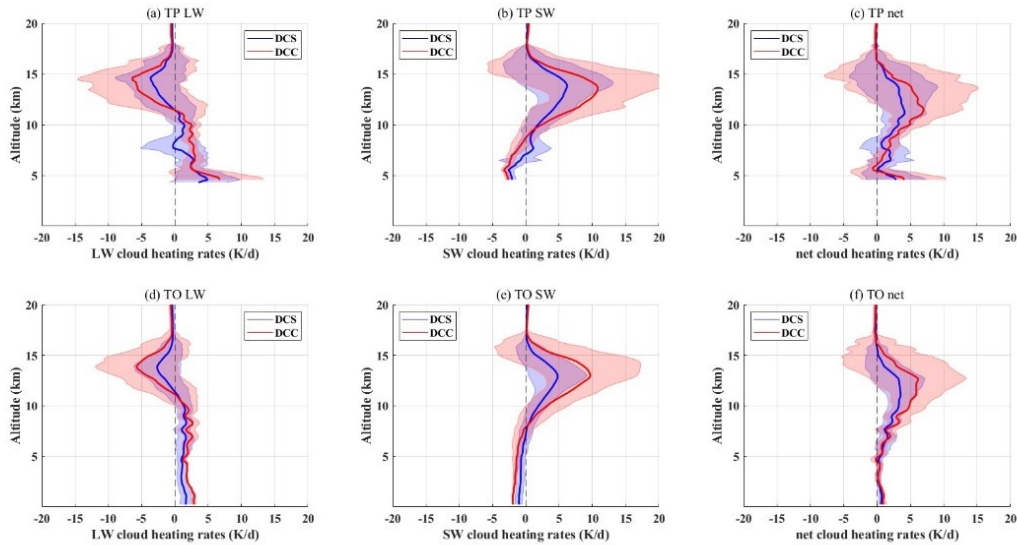 (a) TP LW
(b) TP SW
(c) TP net
20
15
10
5
Altitude (km)
DCS
DCC
-20 -15 -10 -5 0 5 10 15 20
LW cloud heating rates (K/d)
20
15
10
5
Altitude (km)
DCS
DCC
-20 -15 -10 -5 0 5 10 15 20
SW cloud heating rates (K/d)
20
15
10
5
Altitude (km)
DCS
DCC
-20 -15 -10 -5 0 5 10 15 20
net cloud heating rates (K/d)
(d) TO LW
(e) TO SW
(f) TO net
20
15
10
5
Altitude (km)
DCS
DCC
-20 -15 -10 -5 0 5 10 15 20
LW cloud heating rates (K/d)
20
15
10
5
Altitude (km)
DCS
DCC
-20 -15 -10 -5 0 5 10 15 20
SW cloud heating rates (K/d)
20
15
10
5
Altitude (km)
DCS
DCC
-20 -15 -10 -5 0 5 10 15 20
net cloud heating rates (K/d)